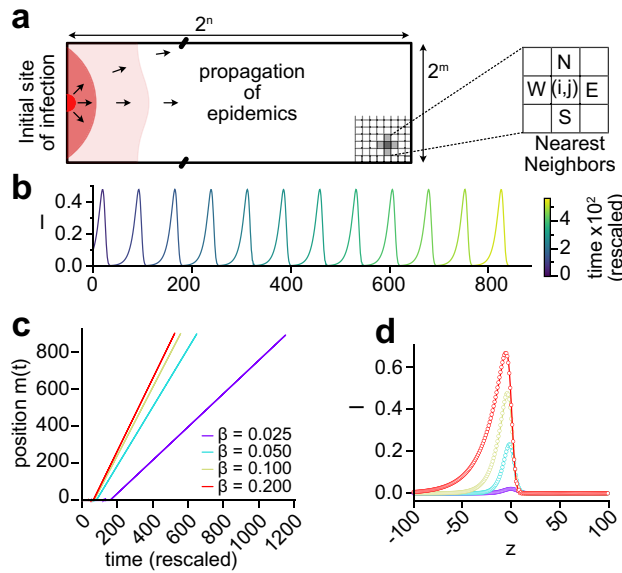 a
2ⁿ
Initial site
of infection
propagation
of
epidemics
2ᵐ
N
W (i,j) E
S
Nearest
Neighbors
b
I
0.4
0.2
0.0
0 200 400 600 800
4
2
0
time x10²
(rescaled)
c
position m(t)
800
600
400
200
0
0 200 400 600 800 1000 1200
time (rescaled)
β = 0.025
β = 0.050
β = 0.100
β = 0.200
d
I
0.6
0.4
0.2
0
-100 -50 0 50 100
z